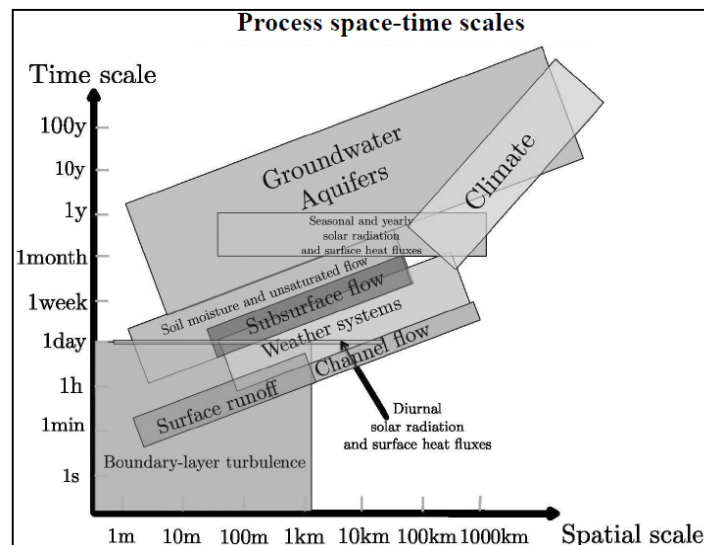 Process space-time scales
Time scale
100y
10y
1y
1month
1week
1day
1h
1min
1s
Groundwater
Aquifers
Climate
Seasonal and yearly
solar radiation
and surface heat fluxes
Soil moisture and unsaturated flow
Subsurface flow
Weather systems
Channel flow
Surface runoff
Diurnal
solar radiation
and surface heat fluxes
Boundary-layer turbulence
1m 10m 100m 1km 10km 100km 1000km Spatial scale